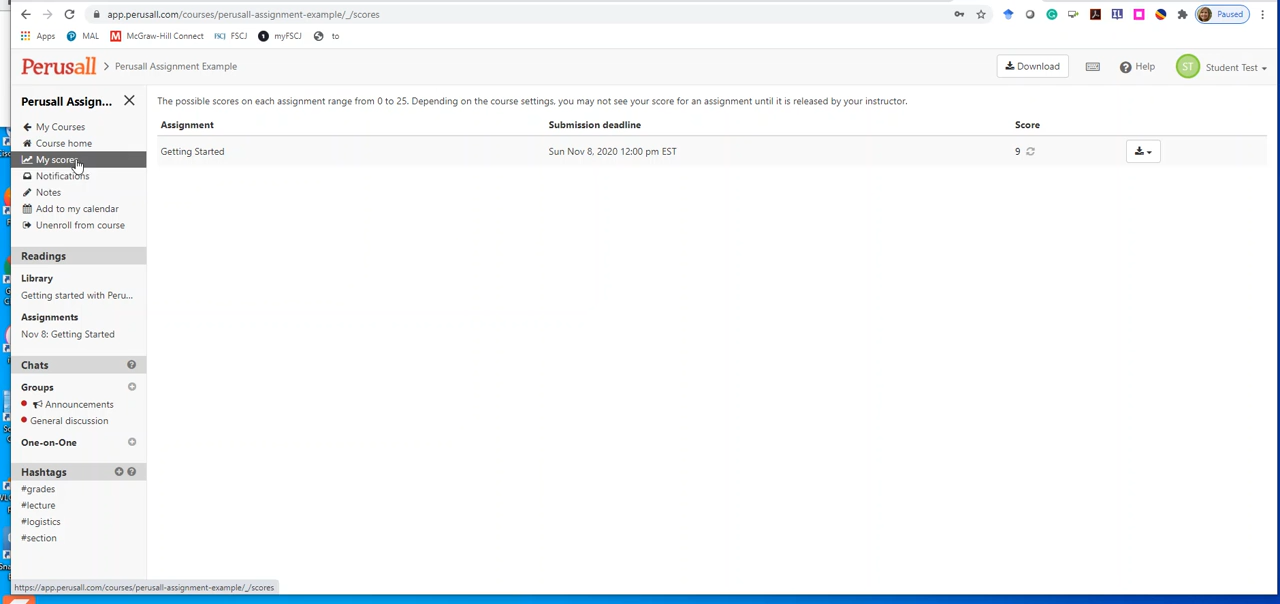 app.perusall.com/courses/perusall-assignment-example/_/scores
Paused
Apps
MAL
McGraw-Hill Connect
FSCJ FSCJ
myFSCJ
to
Perusall
Perusall Assignment Example
Download
Help
ST
Student Test
Perusall Assign...
My Courses
Course home
My scores
Notifications
Notes
Add to my calendar
Unenroll from course
Readings
Library
Getting started with Peru...
Assignments
Nov 8: Getting Started
Chats
Groups
Announcements
General discussion
One-on-One
Hashtags
#grades
#lecture
#logistics
#section
The possible scores on each assignment range from 0 to 25. Depending on the course settings, you may not see your score for an assignment until it is released by your instructor.
Assignment Submission deadline Score
Getting Started Sun Nov 8, 2020 12:00 pm EST 9
https://app.perusall.com/courses/perusall-assignment-example/_/scores